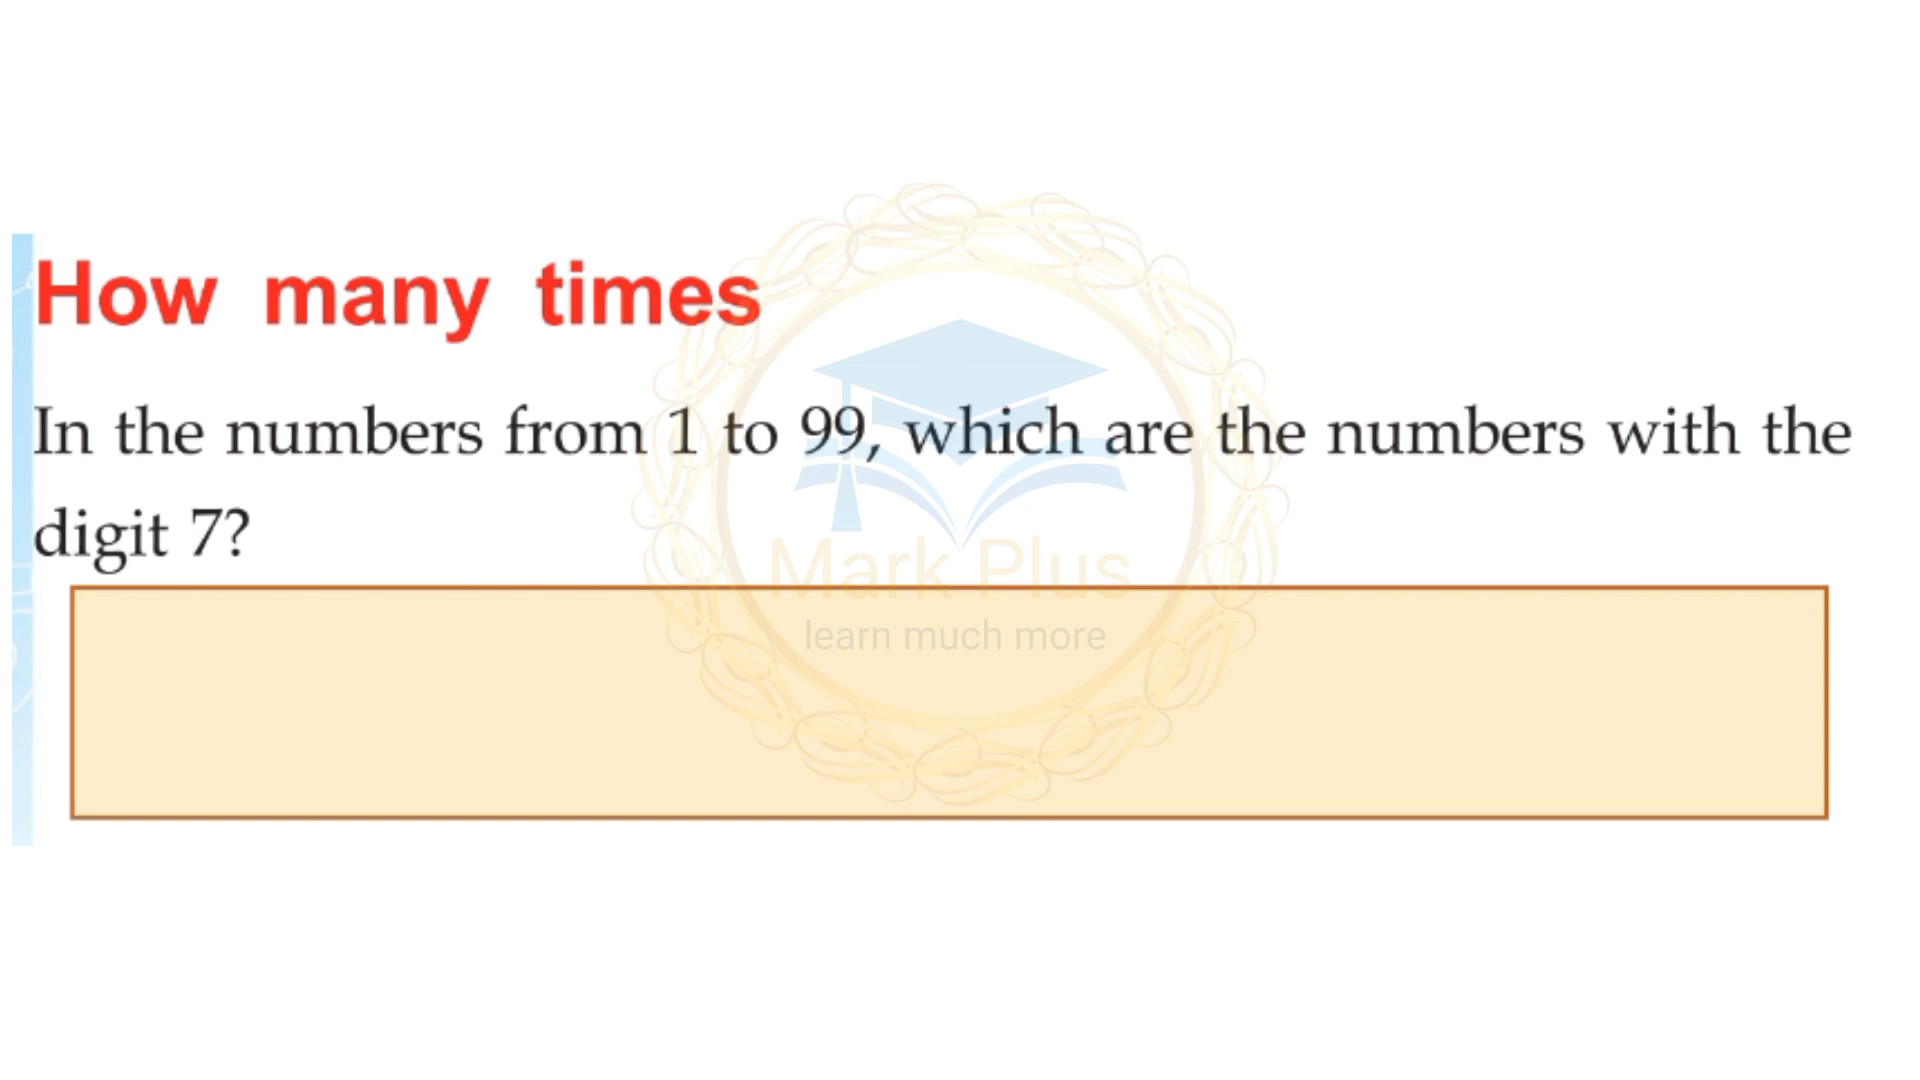 How many times
In the numbers from 1 to 99, which are the numbers with the
digit 7?
Mark Plus
learn much more